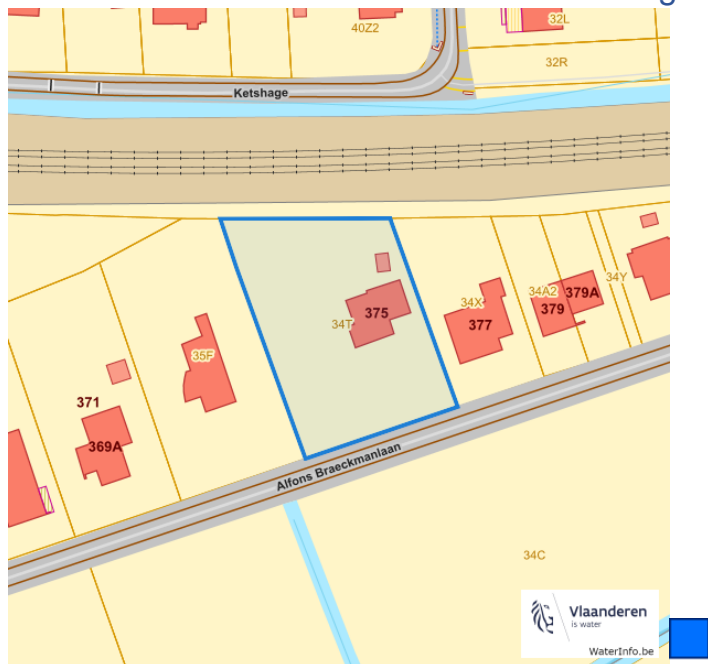 40Z2
32L
32R
Ketshage
34T
375
34X
377
34A2
379
379A
34Y
35F
371
369A
Alfons Braeckmanlaan
34C
Vlaanderen
is water
WaterInfo.be